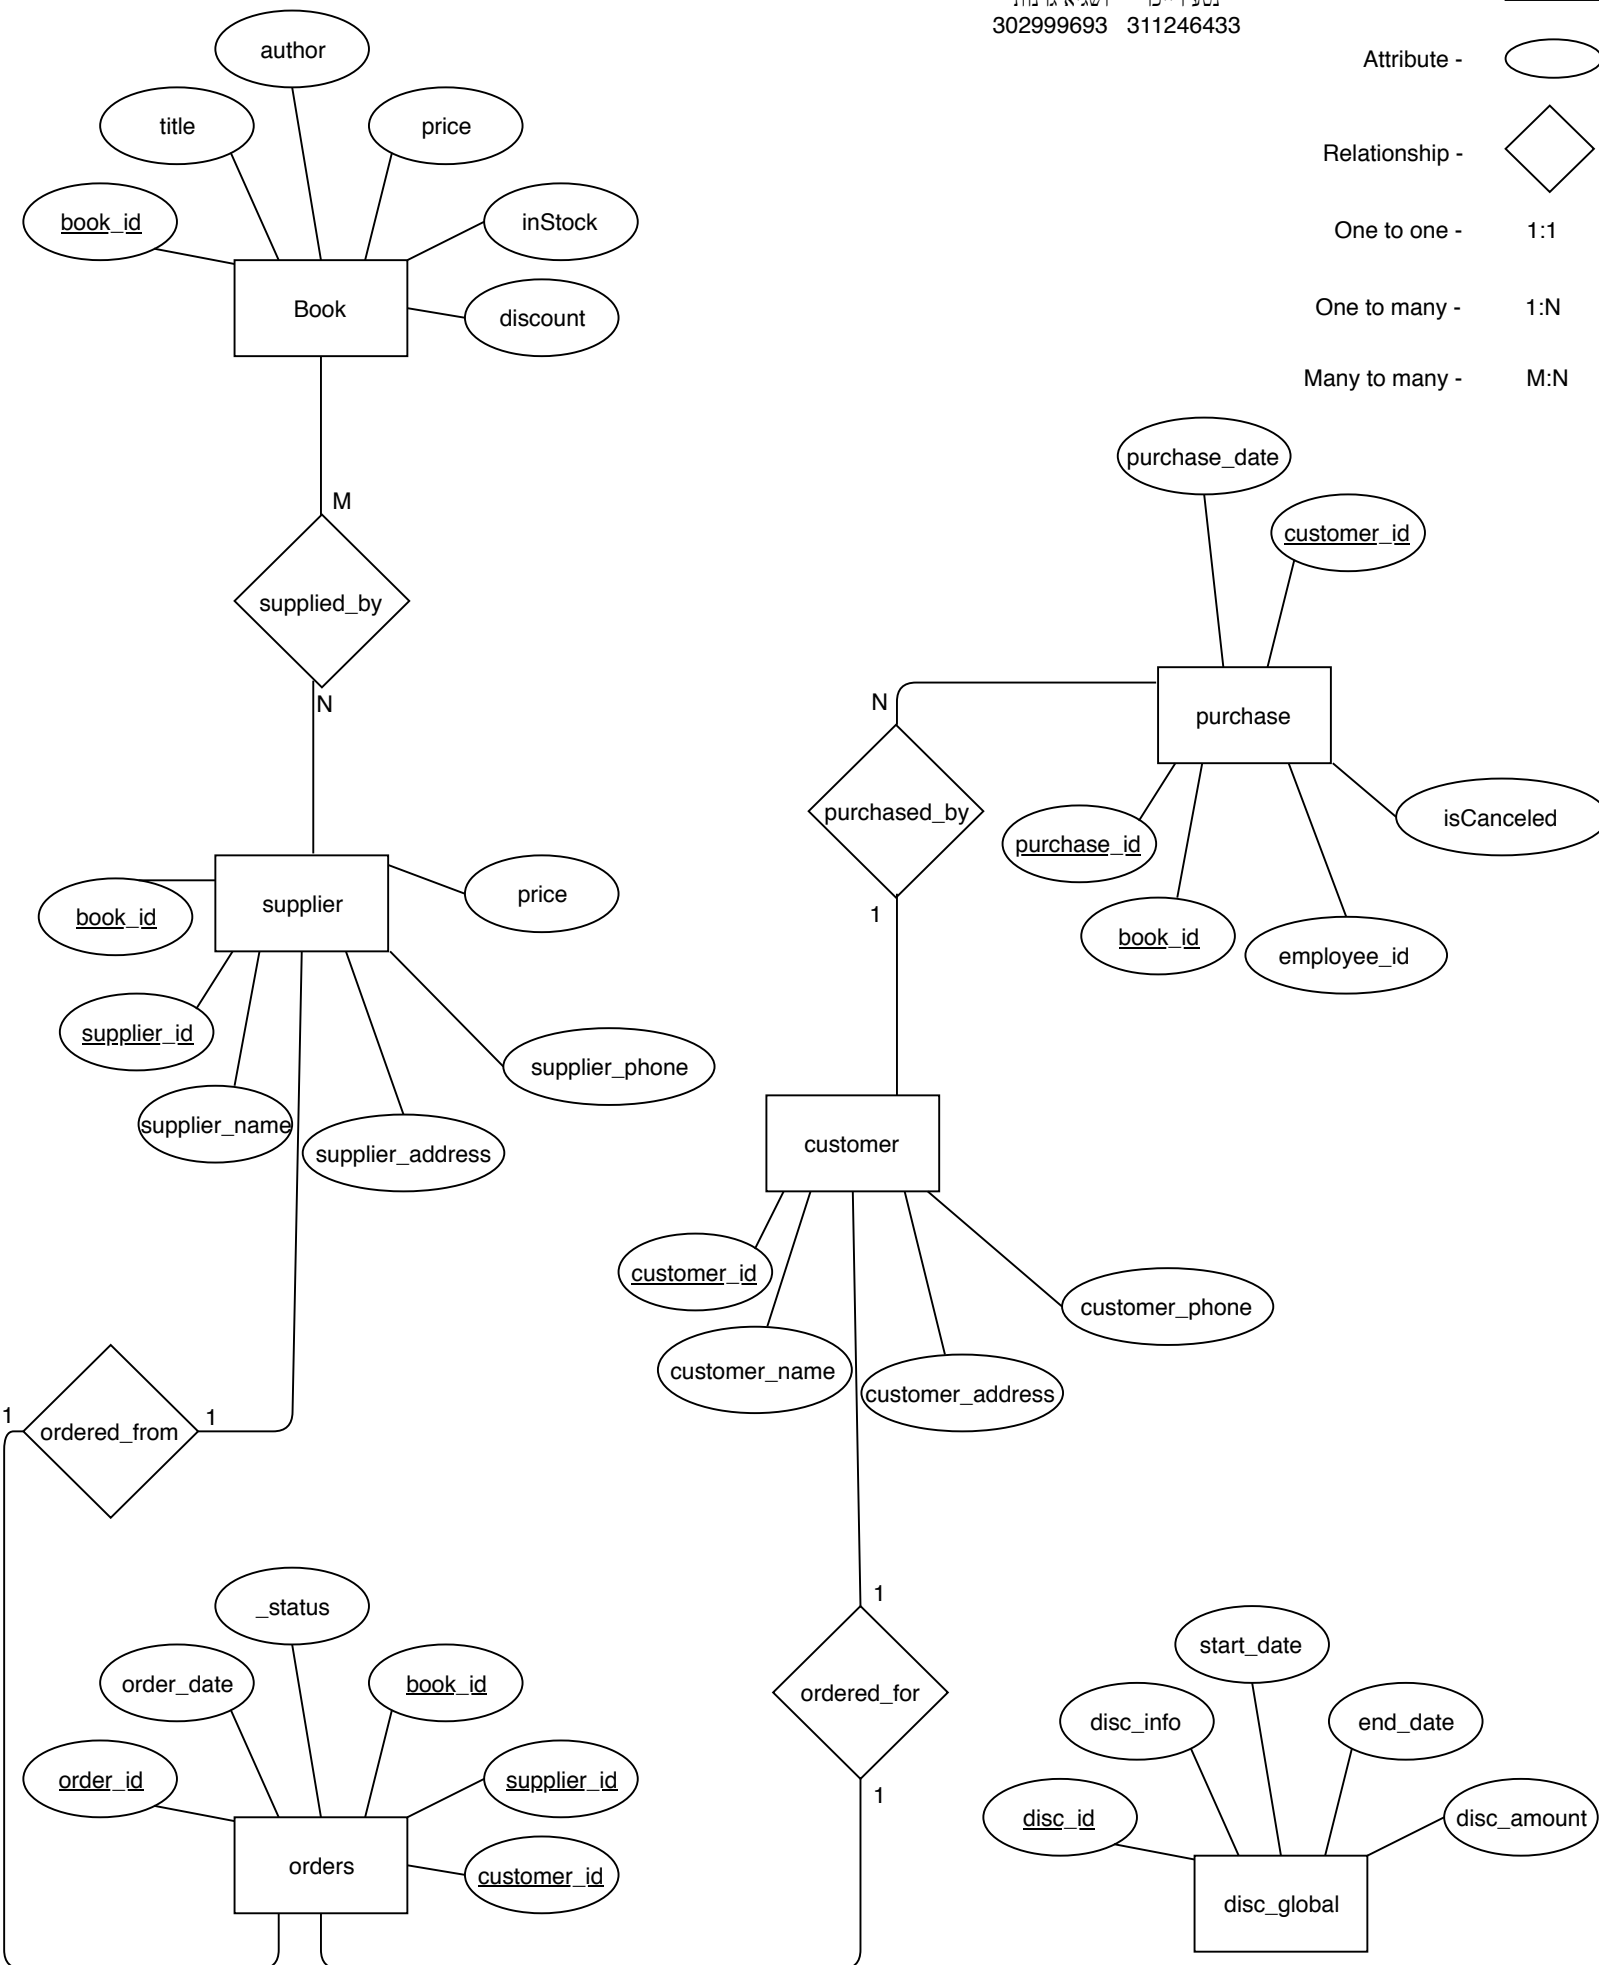 302999693 311246433
Attribute -
Relationship -
One to one - 1:1
One to many - 1:N
Many to many - M:N
author
title
price
book_id
inStock
Book
discount
M
supplied_by
N
purchase_date
customer_id
purchase
N
purchased_by
1
purchase_id
isCanceled
book_id
employee_id
supplier
price
book_id
supplier_id
supplier_phone
supplier_name
supplier_address
customer
customer_id
customer_phone
customer_name
customer_address
1
ordered_from
1
_status
order_date
book_id
order_id
supplier_id
orders
customer_id
1
ordered_for
1
start_date
disc_info
end_date
disc_id
disc_amount
disc_global